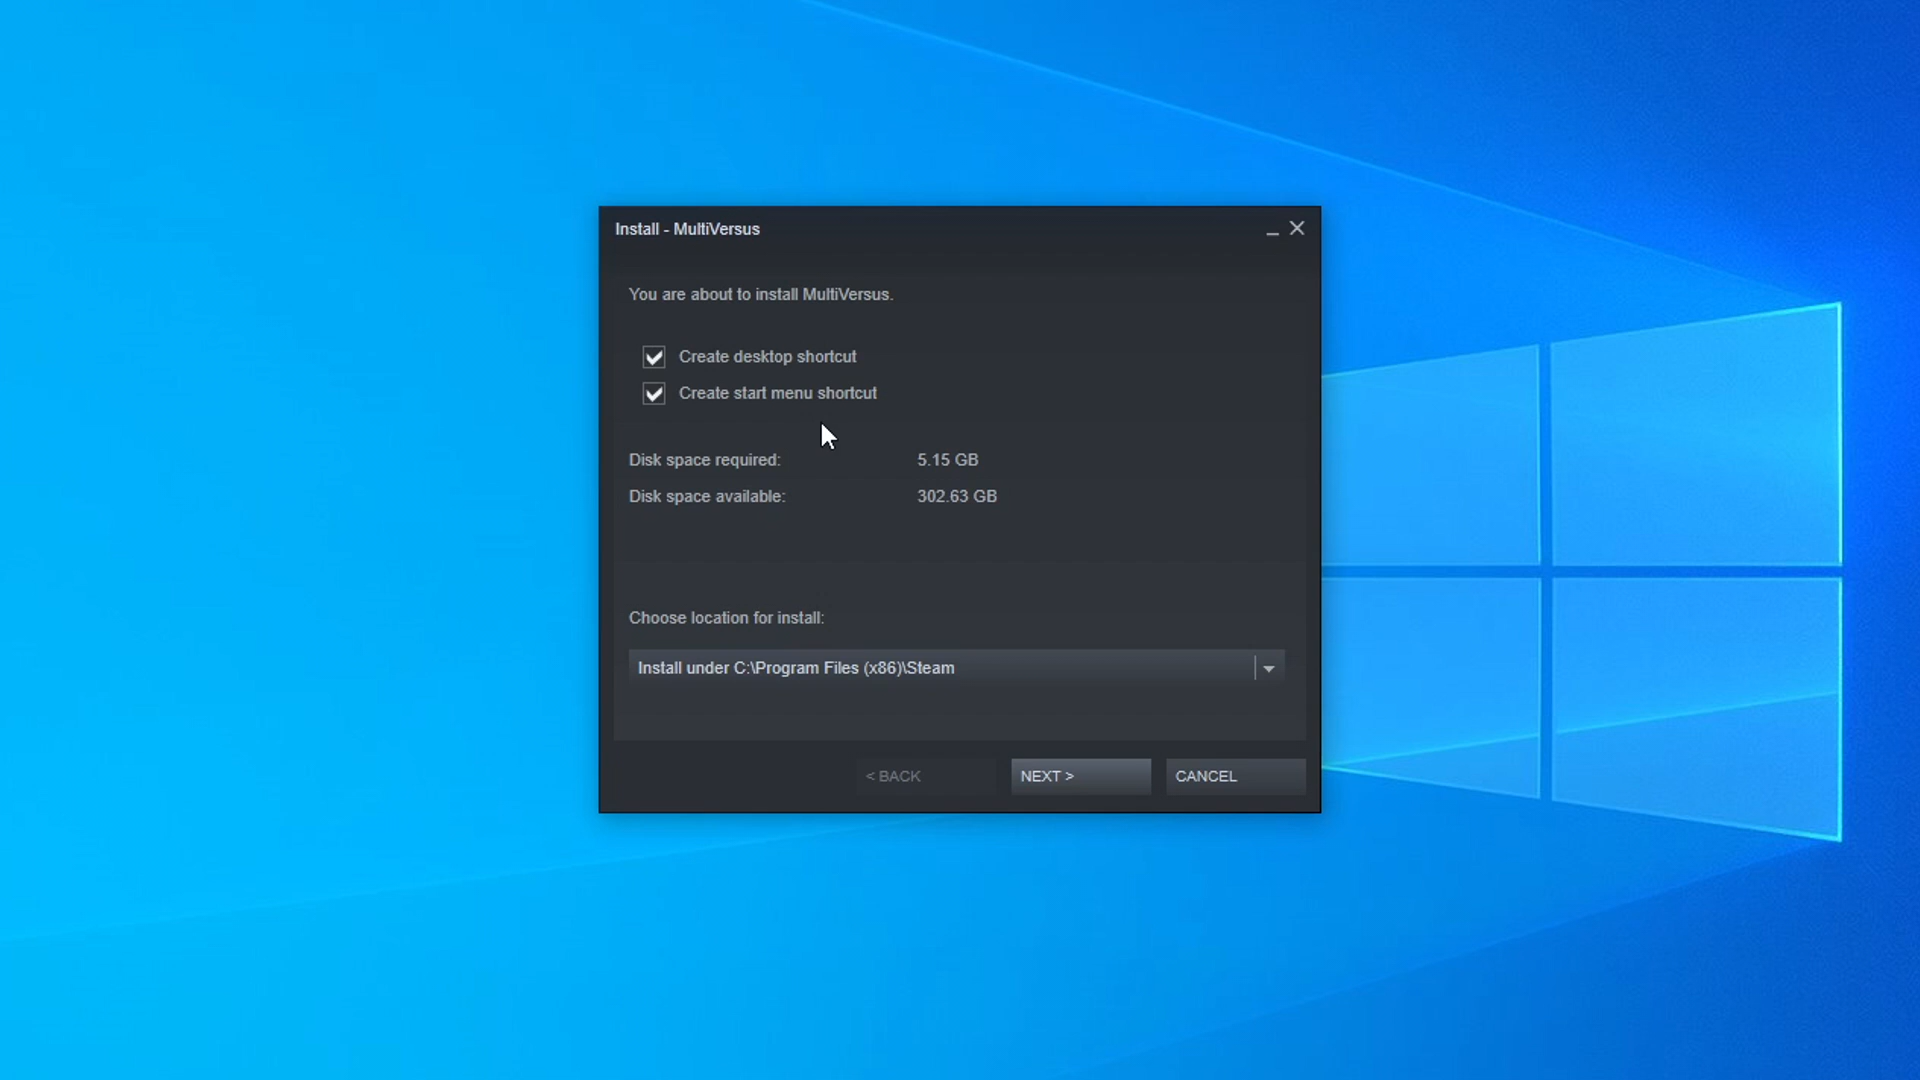 Install - MultiVersus
You are about to install MultiVersus.
Create desktop shortcut
Create start menu shortcut
Disk space required: 5.15 GB
Disk space available: 302.63 GB
Choose location for install:
Install under C:\Program Files (x86)\Steam
< BACK NEXT > CANCEL